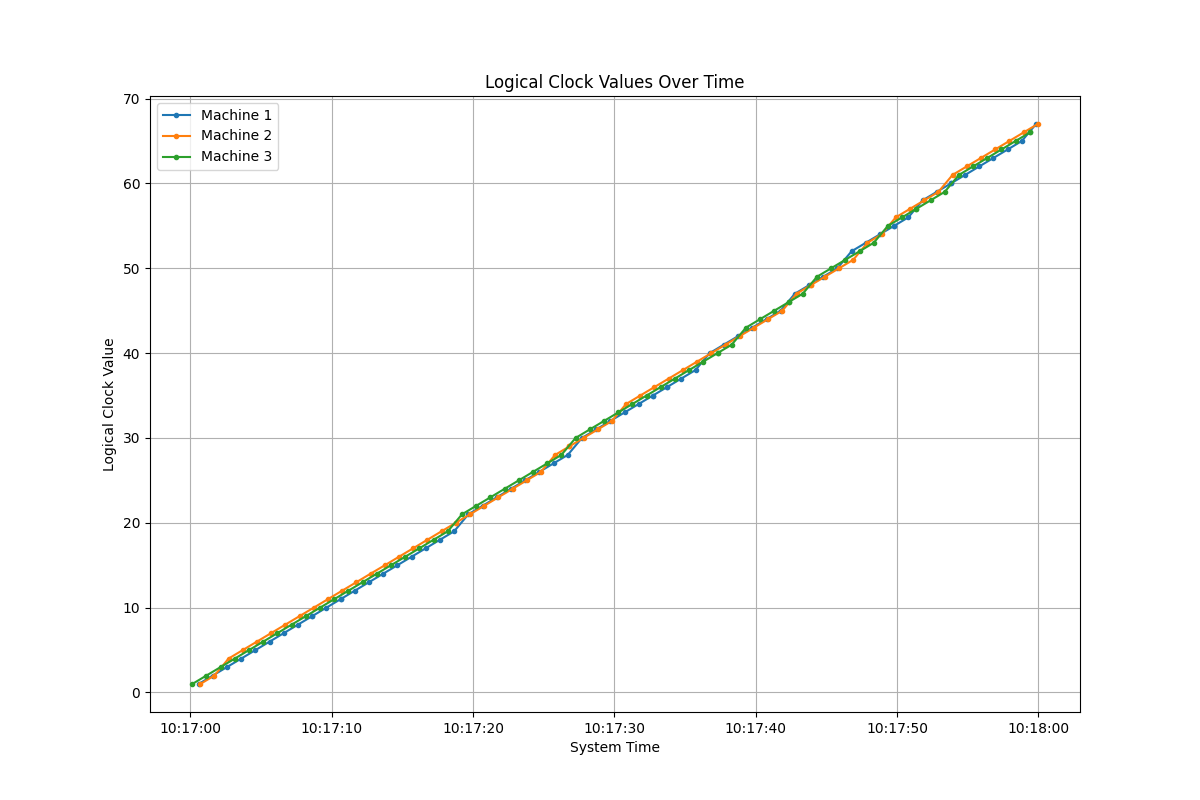 Logical Clock Values Over Time
Machine 1
Machine 2
Machine 3
Logical Clock Value
70
60
50
40
30
20
10
0
10:17:00 10:17:10 10:17:20 10:17:30 10:17:40 10:17:50 10:18:00
System Time